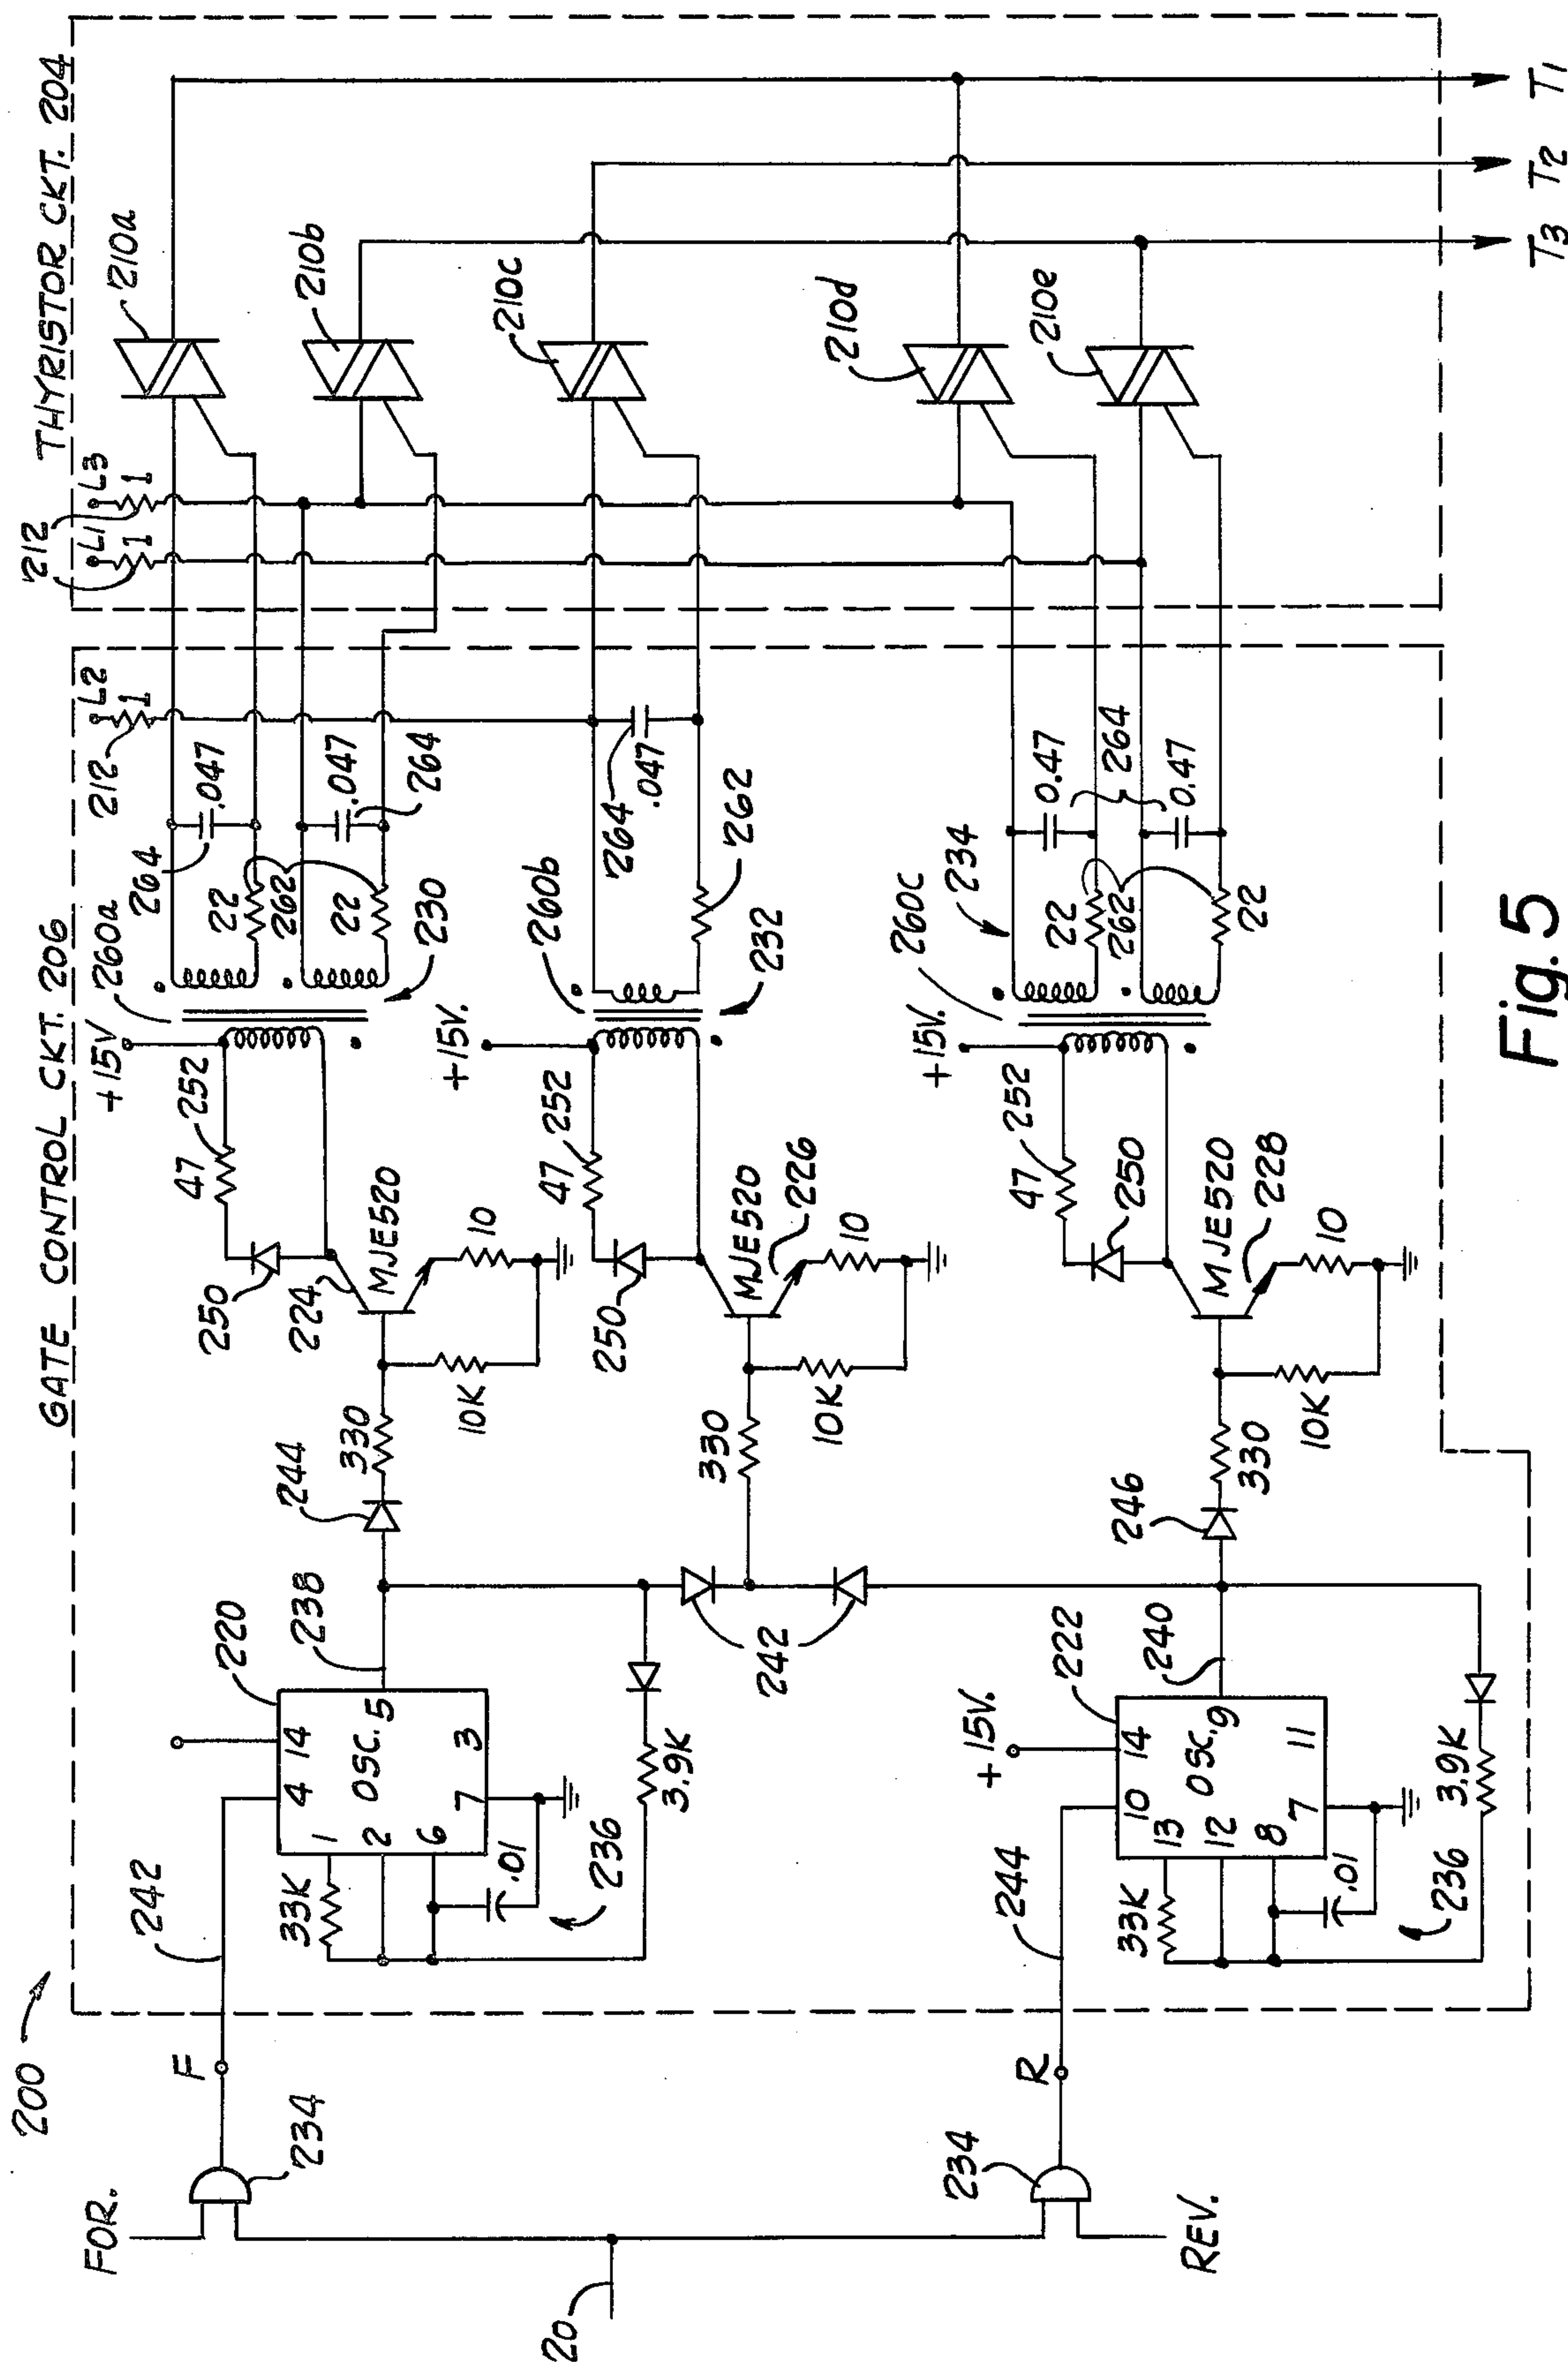 200
GATE CONTROL CKT. 206
THYRISTOR CKT. 204
FOR.
234
F
242
20
REV.
234
R
244
4
14
OSC.
5
1
2
6
7
3
220
238
33K
.01
236
3.9K
242
+15V.
10
14
OSC.
9
13
12
8
7
11
222
240
33K
.01
236
3.9K
244
330
10K
250
224
MJE520
10
47
252
+15V
260a
230
330
10K
250
MJE520
226
10
47
252
+15V.
260b
232
246
330
10K
250
MJE520
228
10
47
252
+15V.
260c
234
264
.047
22
262
22
.047
264
212
L2
1
264
.047
262
0.47
264
0.47
22
262
22
212
L1
1
L3
1
210a
210b
210c
210d
210e
T1
T2
T3
Fig. 5